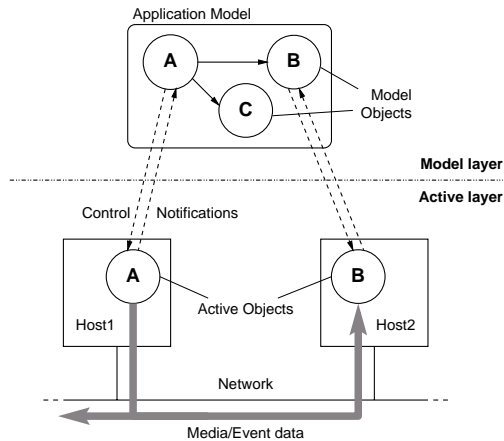 Application Model
A
B
C
Model
Objects
Model layer
Active layer
Control
Notifications
A
B
Active Objects
Host1
Host2
Network
Media/Event data